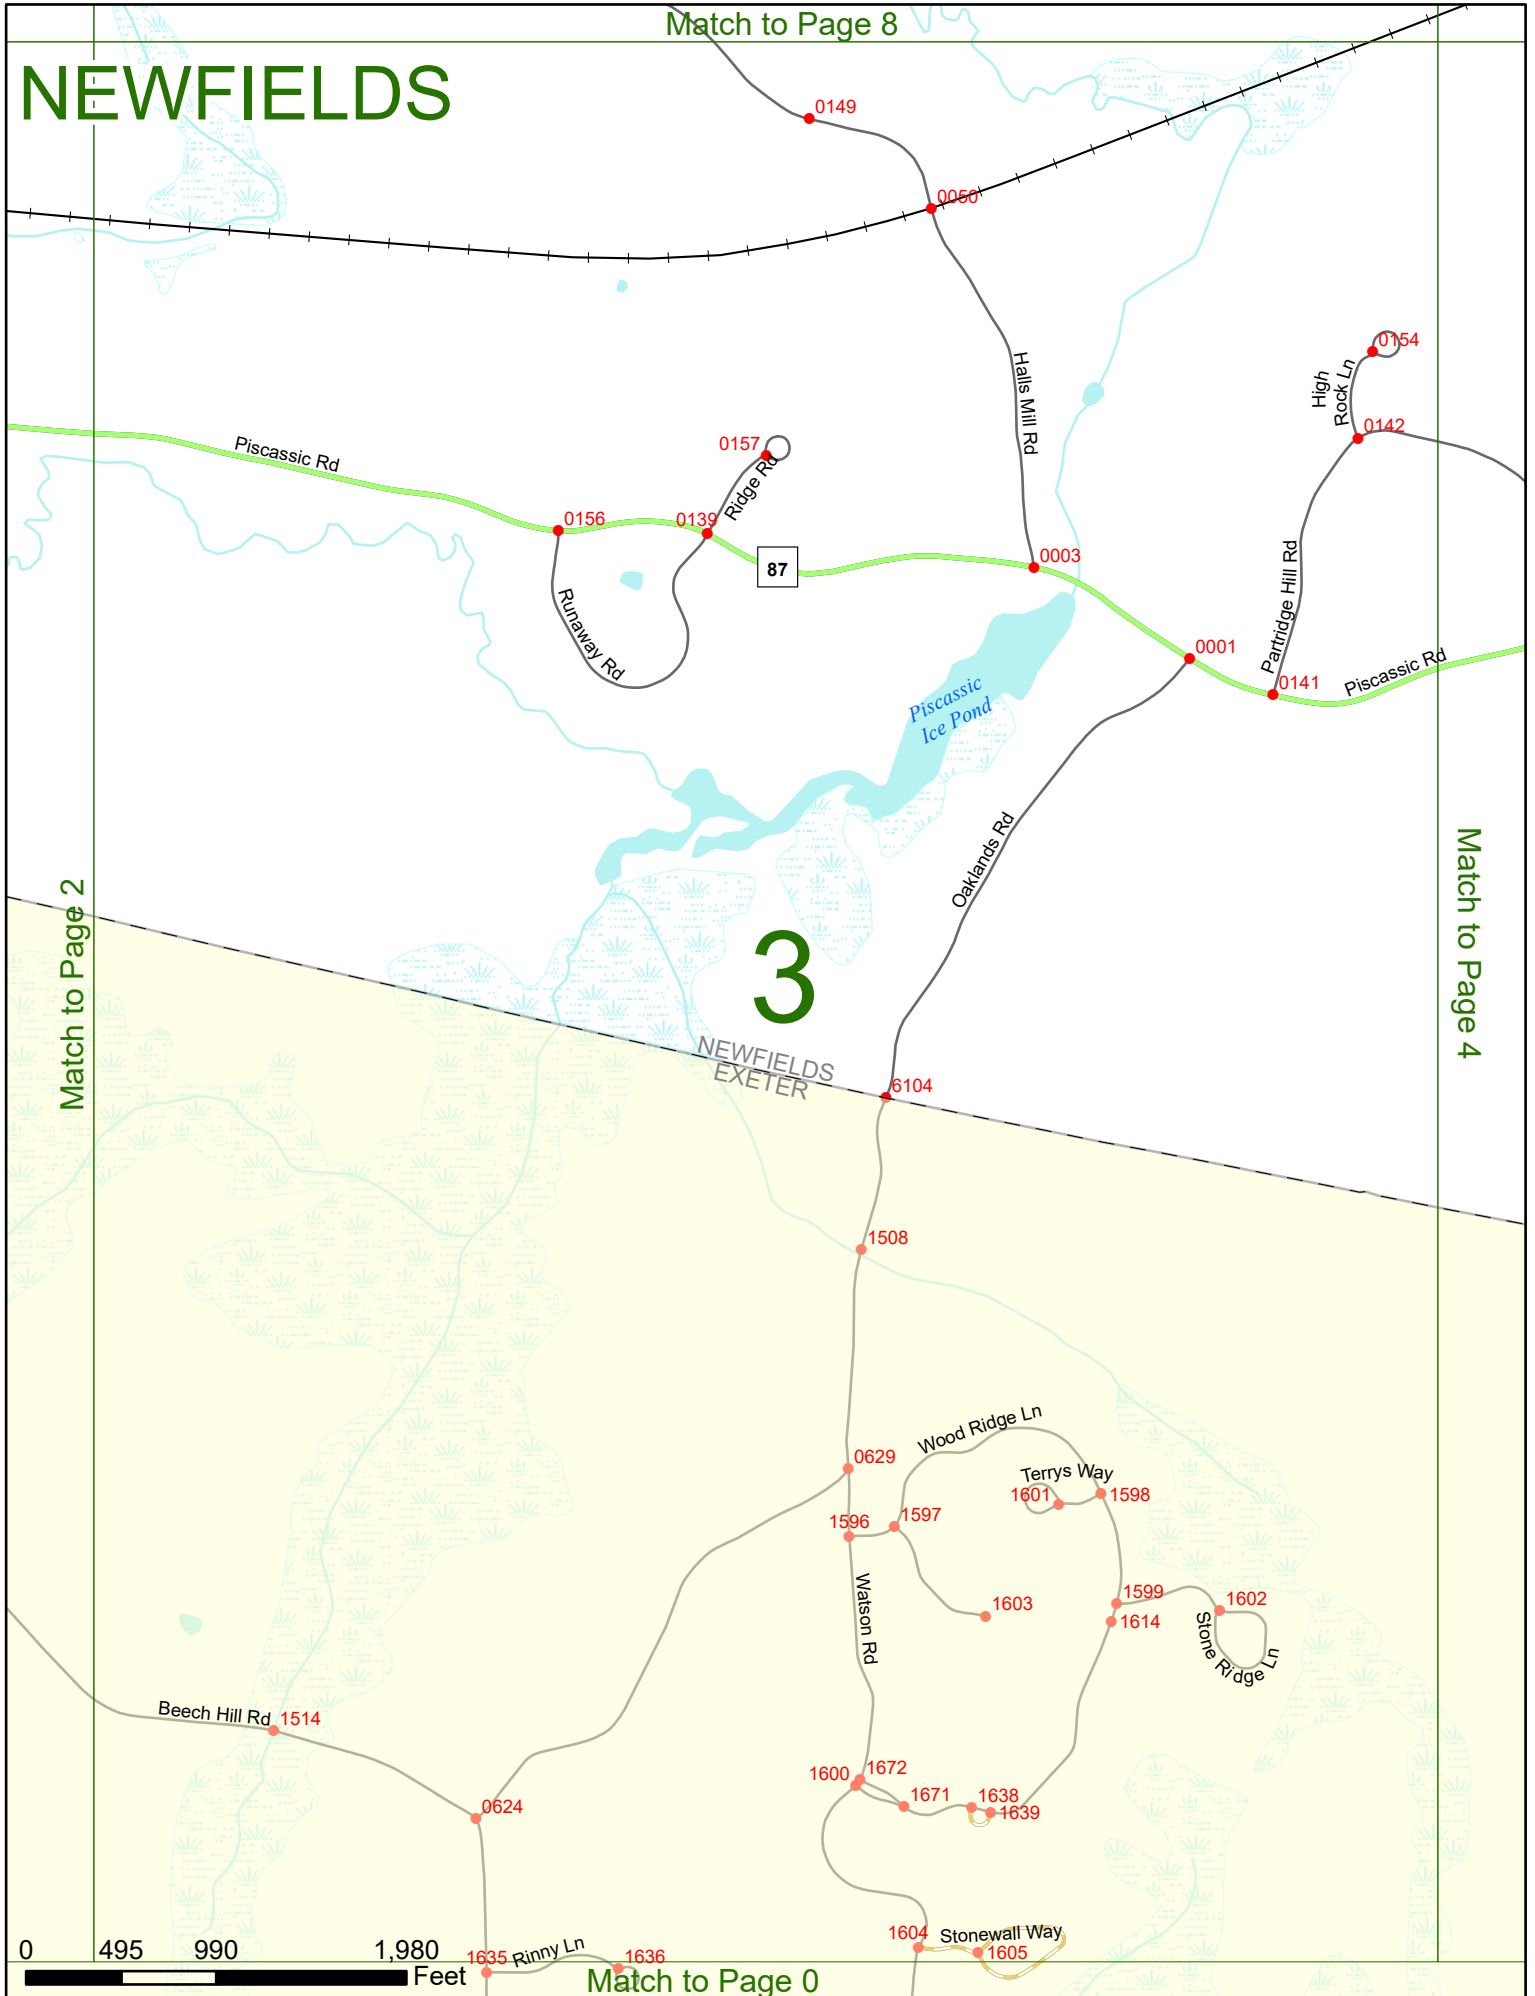 Match to Page 8
NEWFIELDS
0149
0050
0154
High
Rock Ln
Halls Mill Rd
0142
Piscassic Rd
0157
Ridge Rd
0156
0139
87
0003
Partridge Hill Rd
Runaway Rd
0001
Piscassic Rd
0141
Piscassic
Ice Pond
Oaklands Rd
Match to Page 2
Match to Page 4
3
NEWFIELDS
EXETER
6104
1508
Wood Ridge Ln
0629
Terrys Way
1601
1598
1596
1597
Watson Rd
1603
1599
1602
1614
Stone Ridge Ln
Beech Hill Rd
1514
1672
1600
1671
1638
1639
0624
1604
Stonewall Way
1605
0 495 990 1,980
Feet
1635
Rinny Ln
1636
Match to Page 0